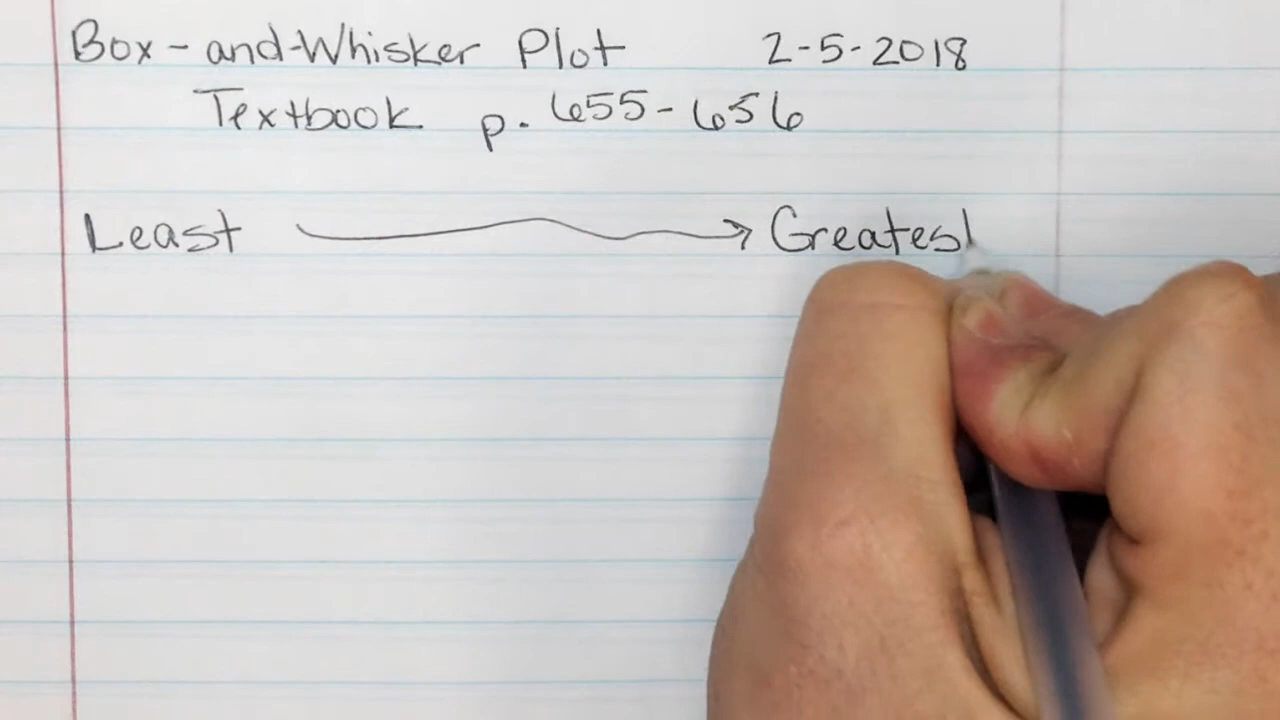 Box-and-Whisker Plot 2-5-2018
Textbook p. 655-656
Least → Greatest